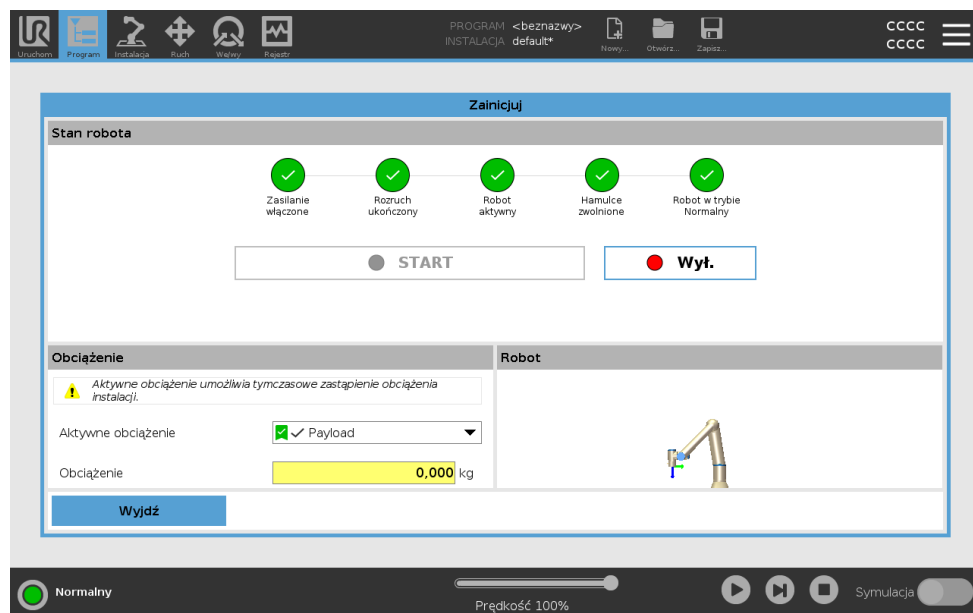 PROGRAM <beznazwy>
INSTALACJA default*
CCCC
CCCC
Uruchom Program Instalacja Ruch We/wy Rejestr Nowy... Otwórz... Zapisz...
Zainicjuj
Stan robota
Zasilanie włączone
Rozruch ukończony
Robot aktywny
Hamulce zwolnione
Robot w trybie Normalny
START Wył.
Obciążenie
Robot
Aktywne obciążenie umożliwia tymczasowe zastąpienie obciążenia
instalacji.
Aktywne obciążenie Payload
Obciążenie 0,000 kg
Wyjdź
Normalny
Prędkość 100%
Symulacja